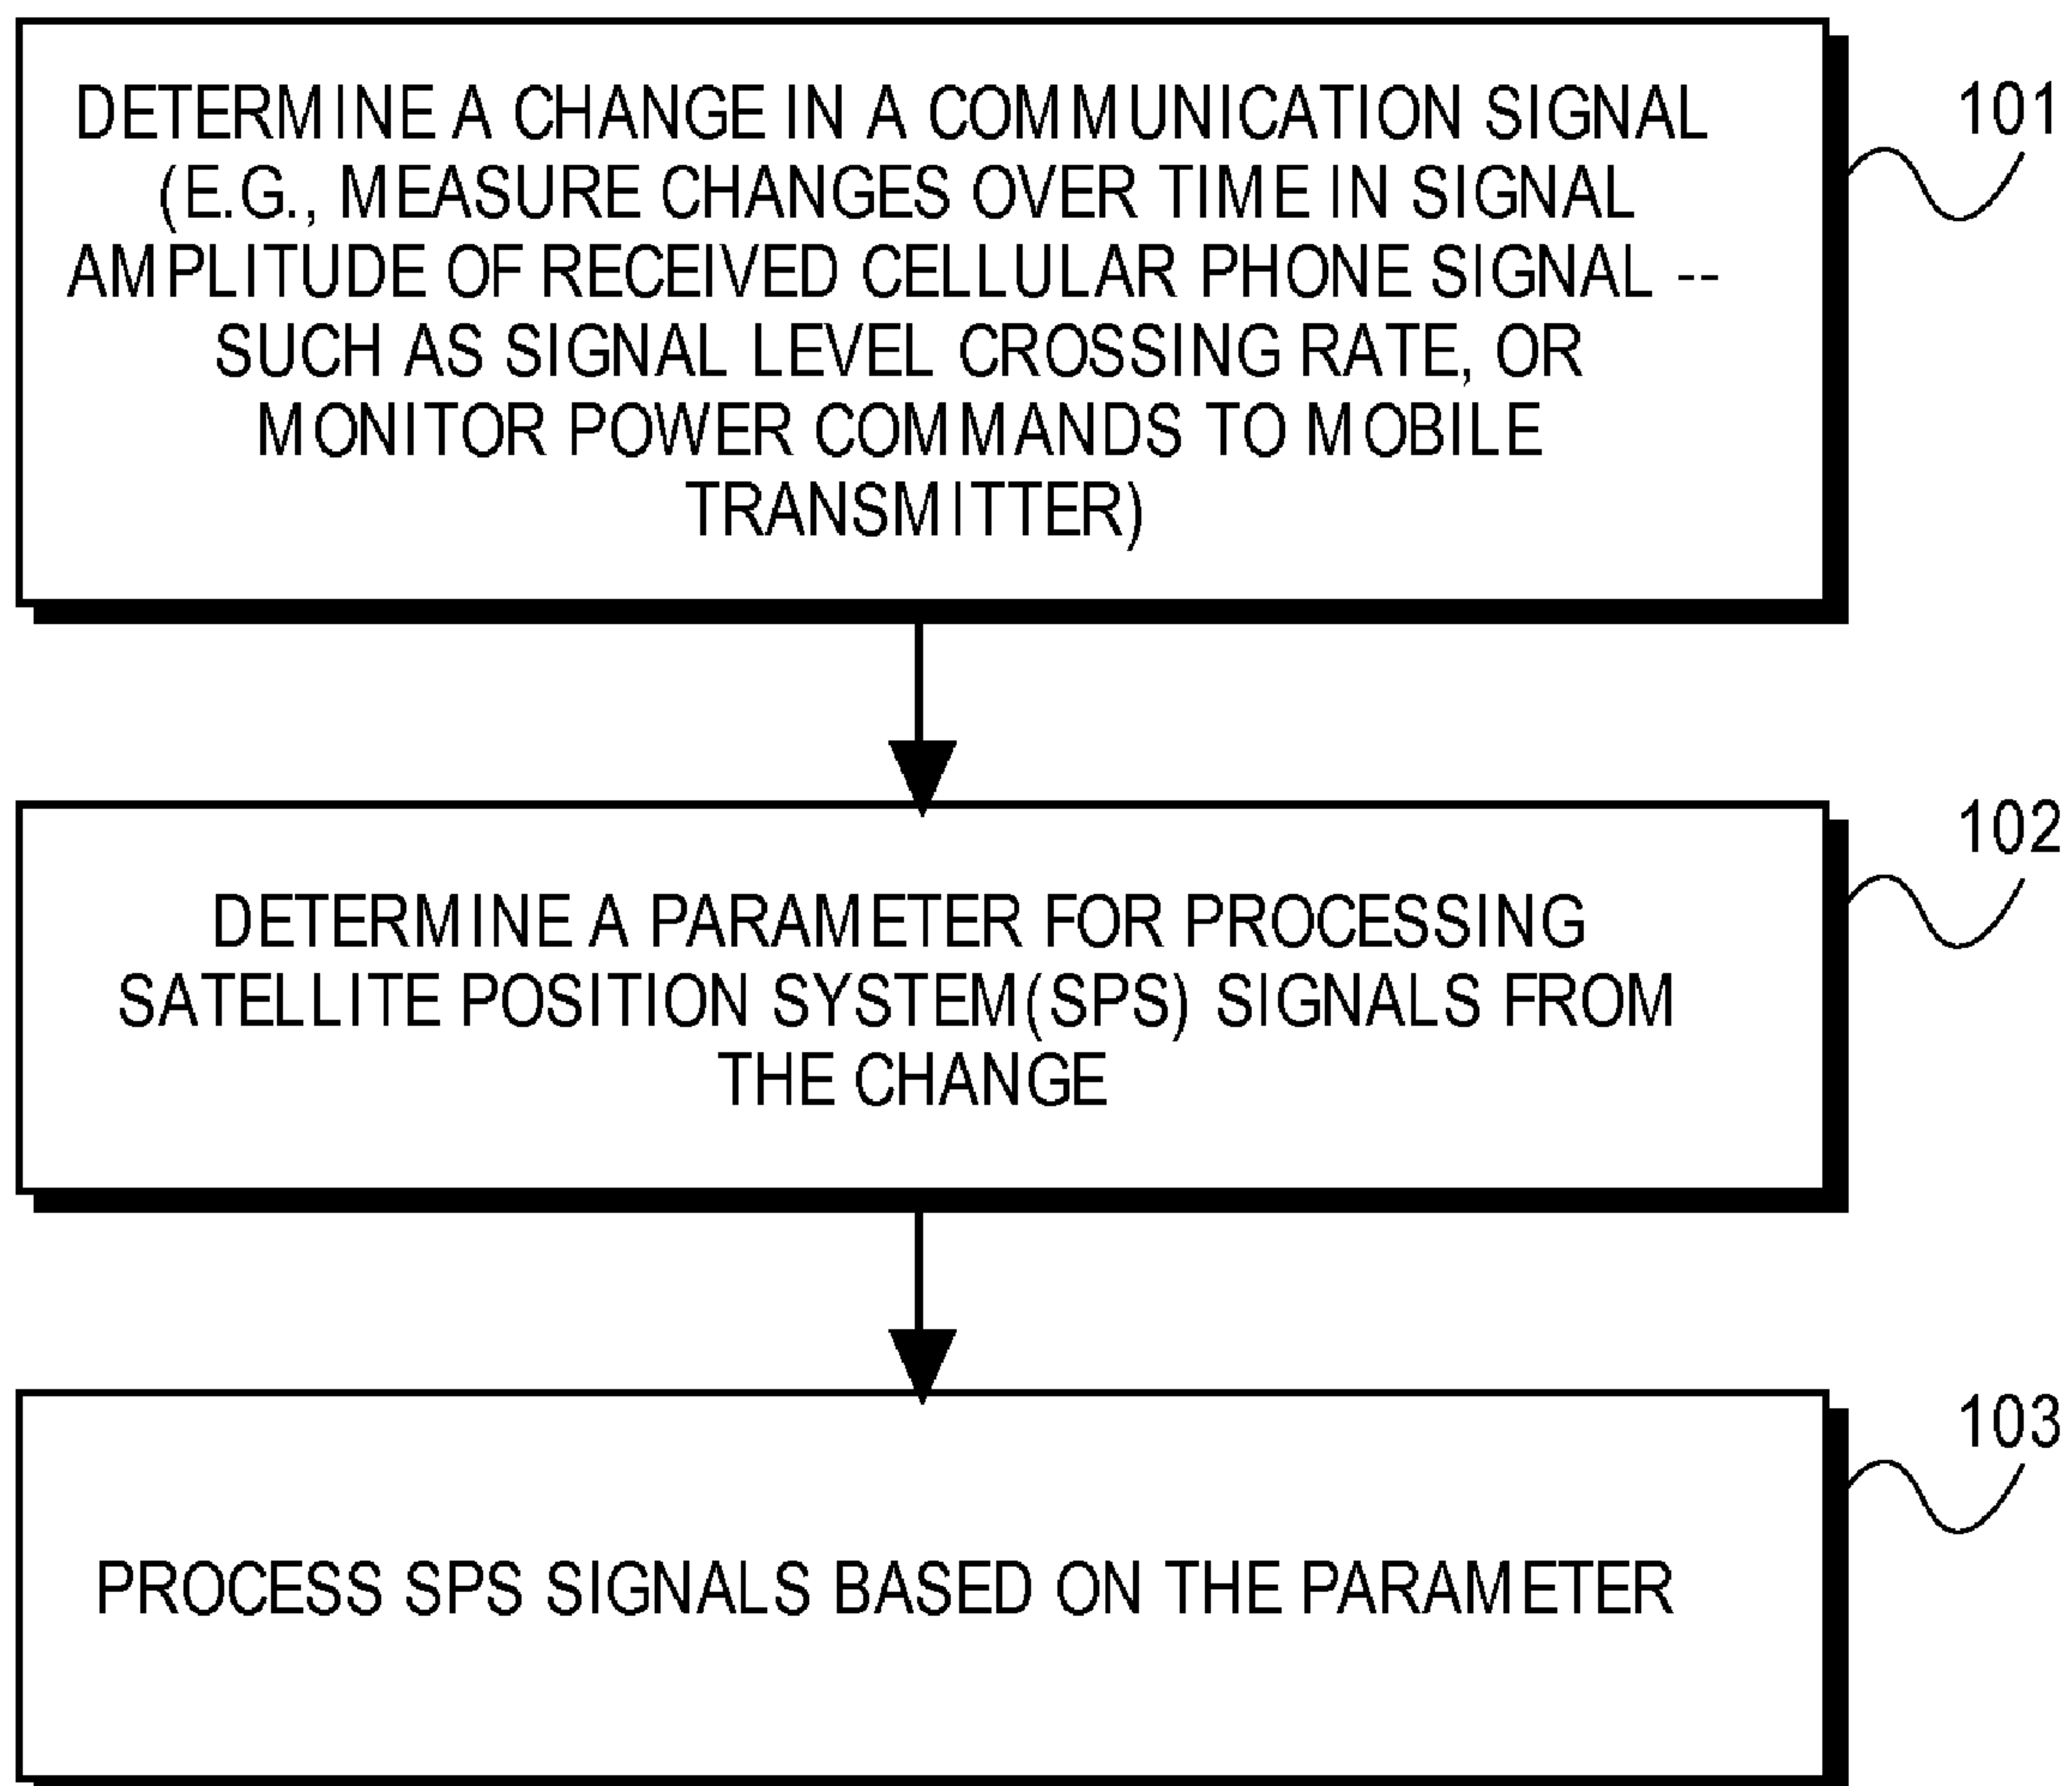 DETERMINE A CHANGE IN A COMMUNICATION SIGNAL
(E.G., MEASURE CHANGES OVER TIME IN SIGNAL
AMPLITUDE OF RECEIVED CELLULAR PHONE SIGNAL --
SUCH AS SIGNAL LEVEL CROSSING RATE, OR
MONITOR POWER COMMANDS TO MOBILE
TRANSMITTER)
101
DETERMINE A PARAMETER FOR PROCESSING
SATELLITE POSITION SYSTEM(SPS) SIGNALS FROM
THE CHANGE
102
PROCESS SPS SIGNALS BASED ON THE PARAMETER
103